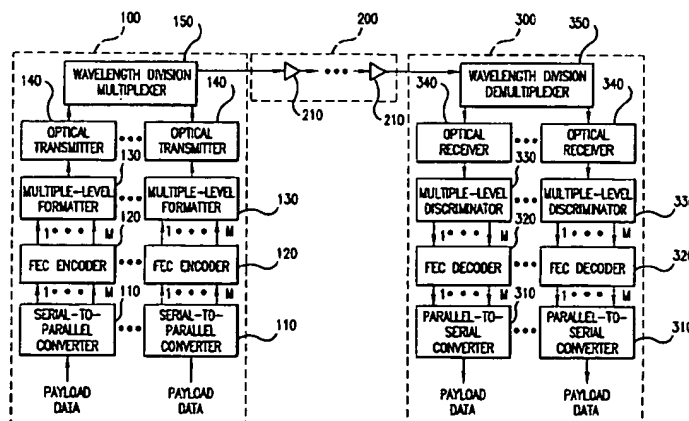 100
150
200
300
350
WAVELENGTH DIVISION
MULTIPLEXER
WAVELENGTH DIVISION
DEMULTIPLEXER
140
140
210
210
340
340
OPTICAL
TRANSMITTER
OPTICAL
TRANSMITTER
OPTICAL
RECEIVER
OPTICAL
RECEIVER
130
330
MULTIPLE-LEVEL
FORMATTER
MULTIPLE-LEVEL
FORMATTER
130
MULTIPLE-LEVEL
DISCRIMINATOR
MULTIPLE-LEVEL
DISCRIMINATOR
330
1 M
120
1 M
1 M
320
1 M
FEC ENCODER
FEC ENCODER
120
FEC DECODER
FEC DECODER
320
1 M
110
1 M
1 M
310
1 M
SERIAL-TO-
PARALLEL
CONVERTER
SERIAL-TO-
PARALLEL
CONVERTER
110
PARALLEL-TO-
SERIAL
CONVERTER
PARALLEL-TO-
SERIAL
CONVERTER
310
PAYLOAD
DATA
PAYLOAD
DATA
PAYLOAD
DATA
PAYLOAD
DATA